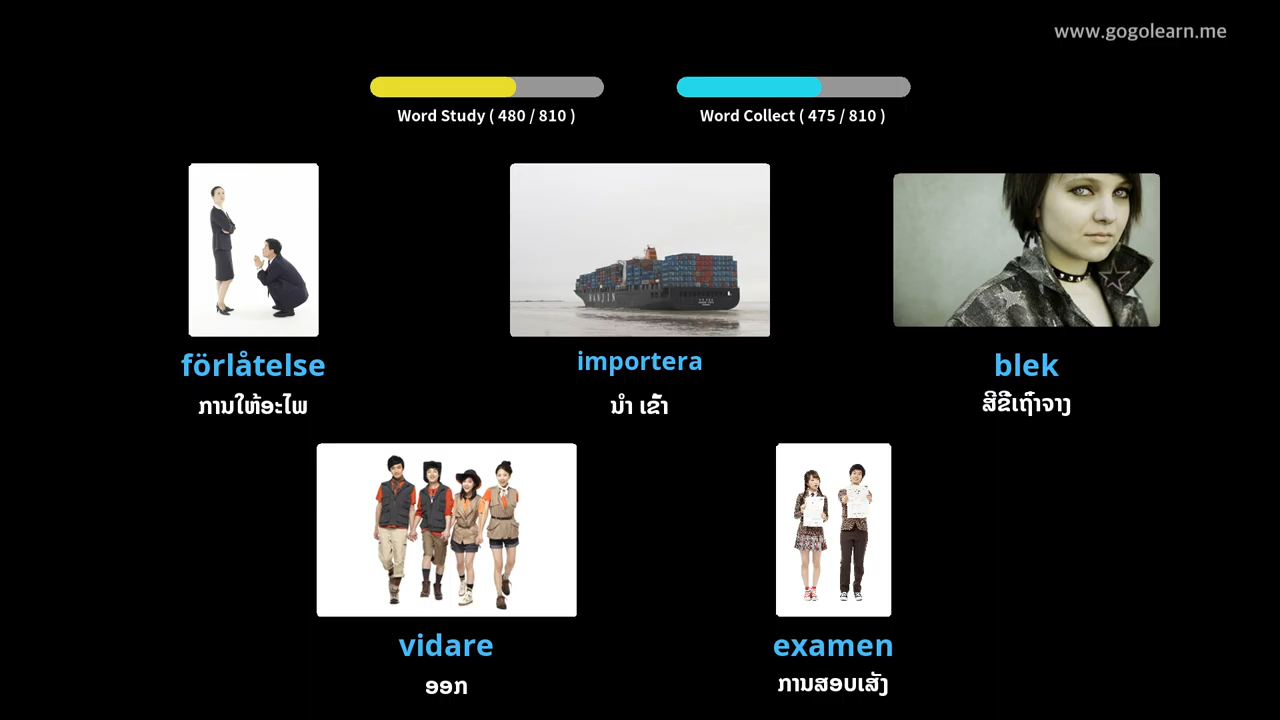 www.gogolearn.me
Word Study ( 480 / 810 )
Word Collect ( 475 / 810 )
HANJIN
förlåtelse
importera
blek
ການໃຫ້ອະໄພ
ນຳ ເຂົ້າ
ສີຂີ້ເຖົ່າຈາງ
vidare
examen
ອອກ
ການສອບເສັງ